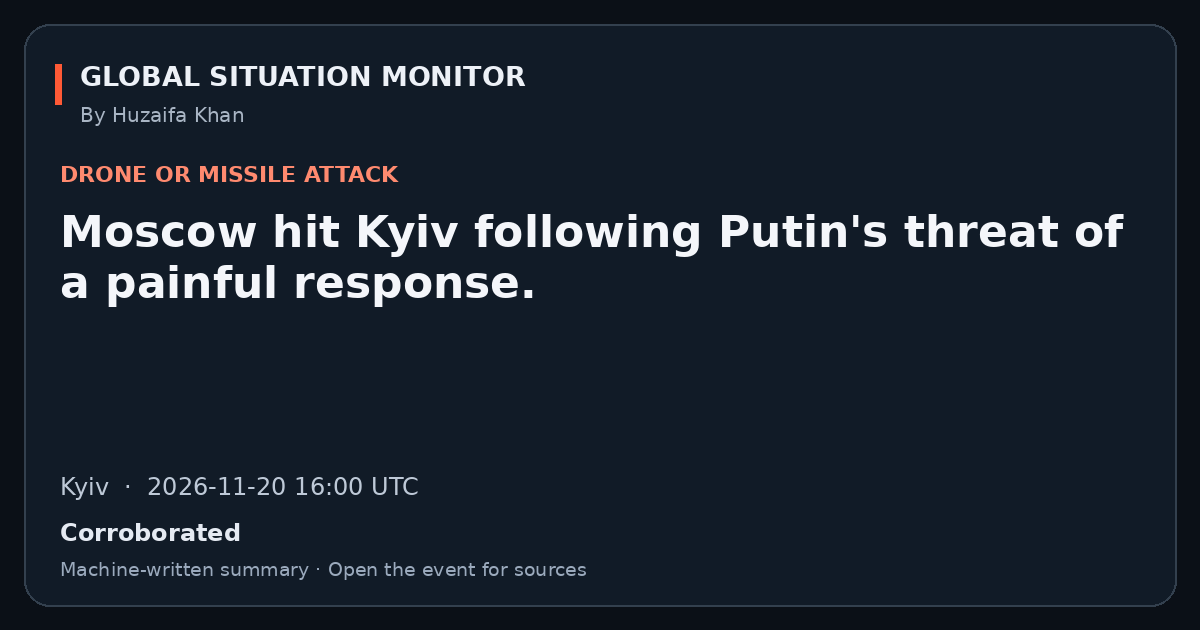 GLOBAL SITUATION MONITOR
By Huzaifa Khan
DRONE OR MISSILE ATTACK
Moscow hit Kyiv following Putin's threat of
a painful response.
Kyiv · 2026-11-20 16:00 UTC
Corroborated
Machine-written summary · Open the event for sources